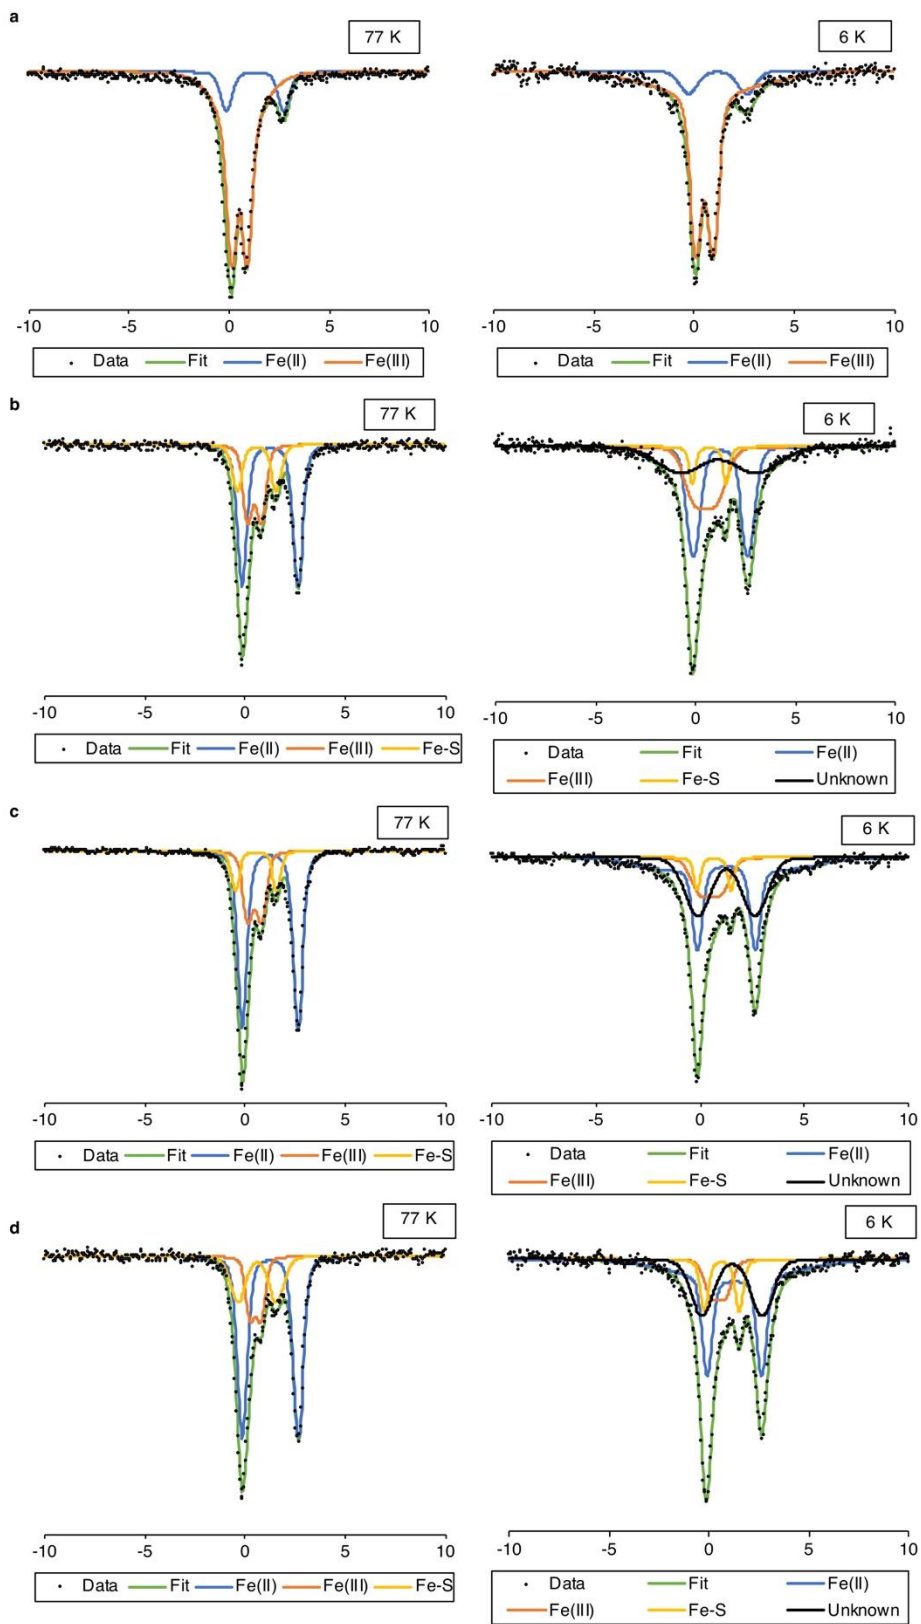 a
77 K
6 K
-10 -5 0 5 10
-10 -5 0 5 10
Data Fit Fe(II) Fe(III)
Data Fit Fe(II) Fe(III)
b
77 K
6 K
-10 -5 0 5 10
-10 -5 0 5 10
Data Fit Fe(II) Fe(III) Fe-S
Data Fit Fe(II)
Fe(III) Fe-S Unknown
c
77 K
6 K
-10 -5 0 5 10
-10 -5 0 5 10
Data Fit Fe(II) Fe(III) Fe-S
Data Fit Fe(II)
Fe(III) Fe-S Unknown
d
77 K
6 K
-10 -5 0 5 10
-10 -5 0 5 10
Data Fit Fe(II) Fe(III) Fe-S
Data Fit Fe(II)
Fe(III) Fe-S Unknown